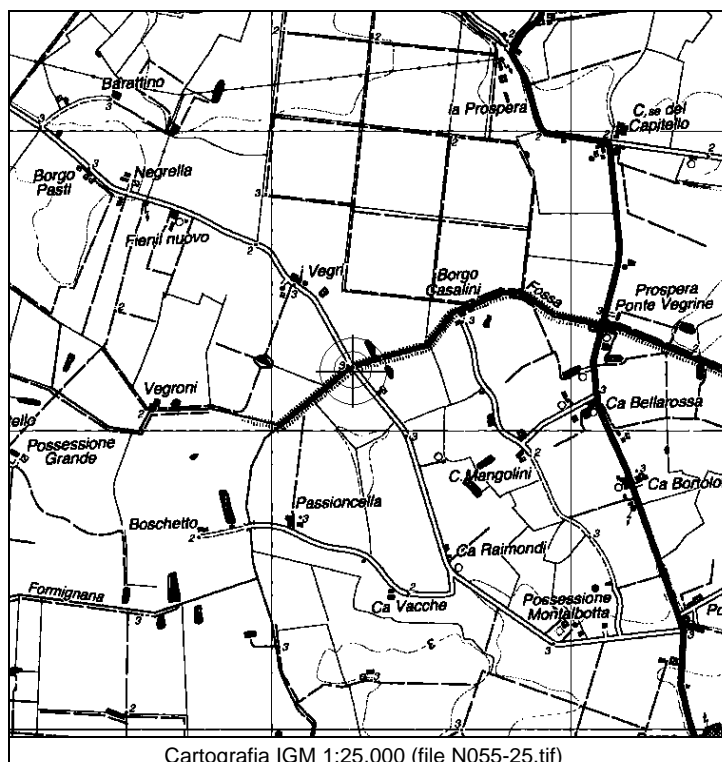 Barattino
la Prospera
C.se del
Capitello
Borgo
Pasti
Negrella
Fienil nuovo
i Vegri
Borgo
Casalini
Fossa
Prospera
Ponte Vegrine
Vegroni
Possessione
Grande
Ca Bellarossa
C. Mangolini
Ca Bortolo
Boschetto
Passioncella
Ca Raimondi
Formignana
Ca Vacche
Possessione
Montalbotta
Cartografia IGM 1:25.000 (file N055-25.tif)